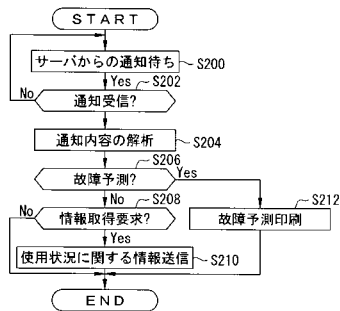 START
サーバからの通知待ち
S200
Yes
S202
No
通知受信?
通知内容の解析
S204
S206
故障予測?
Yes
No
S208
S212
No
情報取得要求?
故障予測印刷
Yes
使用状況に関する情報送信
S210
END